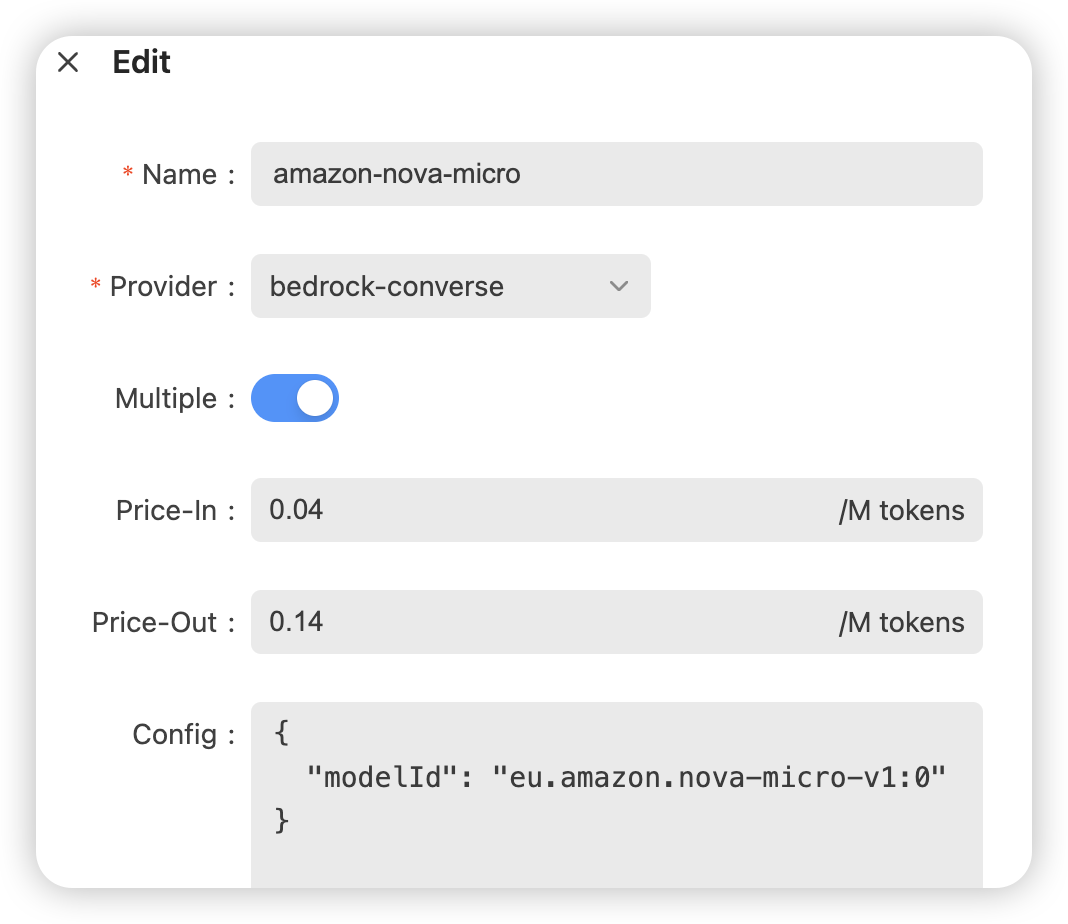 Edit
* Name :
amazon-nova-micro
* Provider :
bedrock-converse
Multiple :
Price-In :
0.04
/M tokens
Price-Out :
0.14
/M tokens
Config :
{
  "modelId": "eu.amazon.nova-micro-v1:0"
}